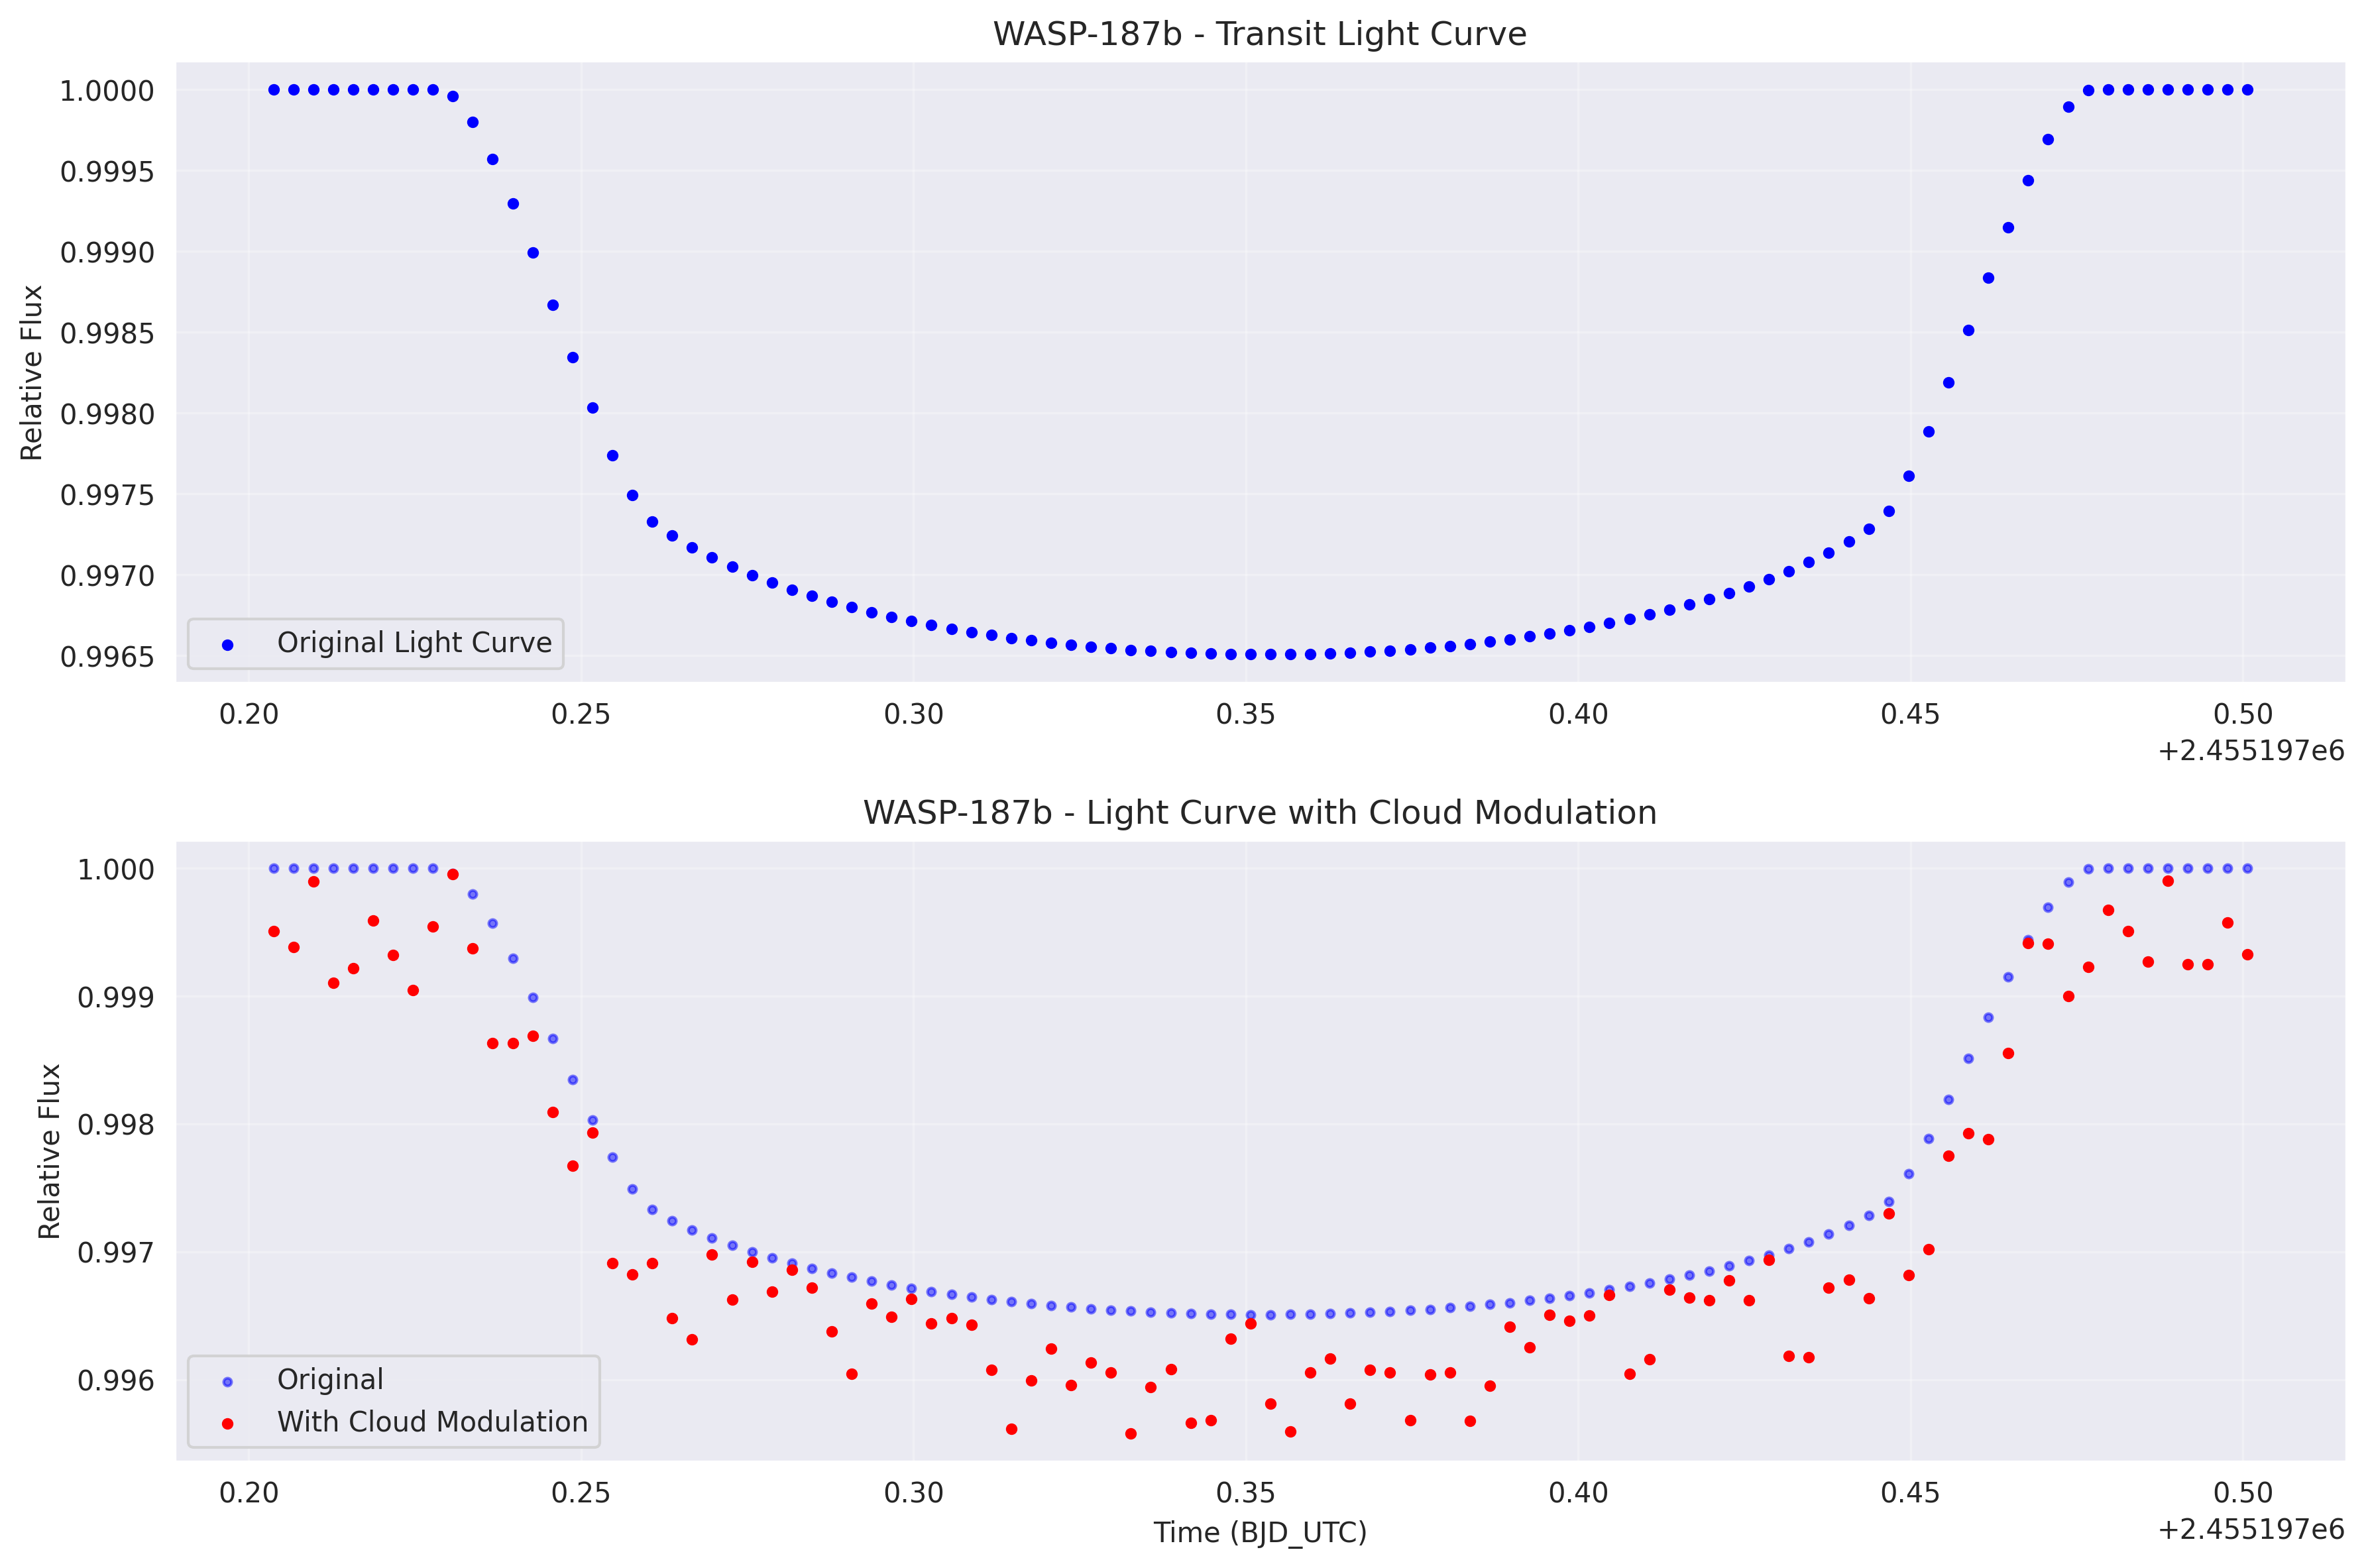 WASP-187b - Transit Light Curve
Relative Flux
1.0000
0.9995
0.9990
0.9985
0.9980
0.9975
0.9970
0.9965
Original Light Curve
0.20 0.25 0.30 0.35 0.40 0.45 0.50
+2.455197e6
WASP-187b - Light Curve with Cloud Modulation
Relative Flux
1.000
0.999
0.998
0.997
0.996
Original
With Cloud Modulation
0.20 0.25 0.30 0.35 0.40 0.45 0.50
Time (BJD_UTC)
+2.455197e6